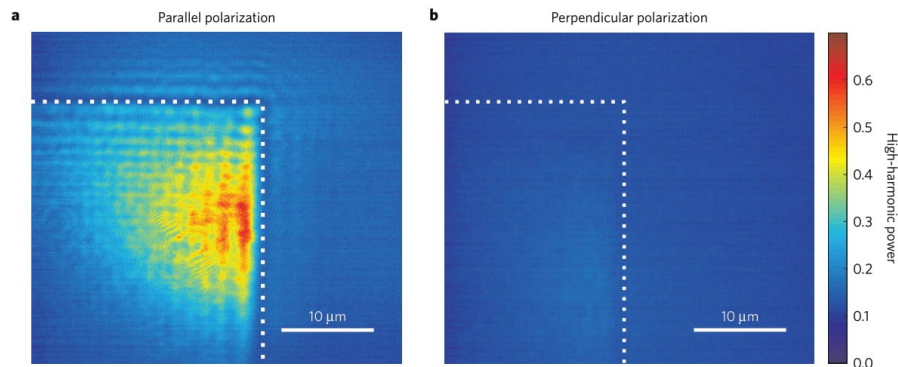 a
Parallel polarization
10 μm
b
Perpendicular polarization
10 μm
0.6
0.5
0.4
0.3
0.2
0.1
0.0
High-harmonic power